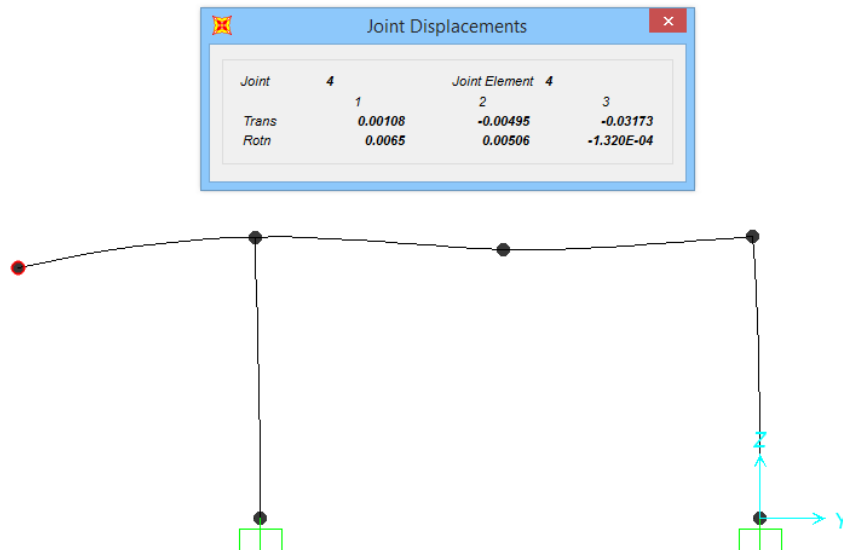 Joint Displacements
Joint 4 Joint Element 4
1 2 3
Trans 0.00108 -0.00495 -0.03173
Rotn 0.0065 0.00506 -1.320E-04
Z
Y